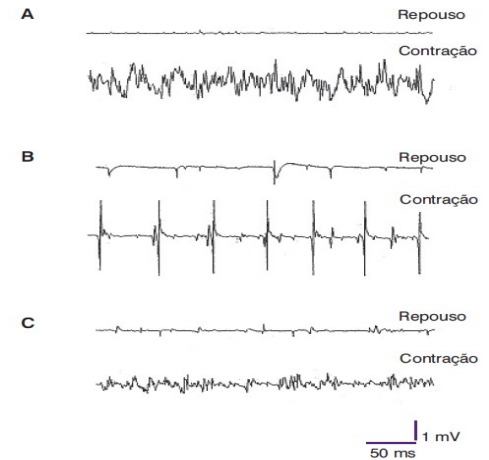 A
Repouso
Contração
B
Repouso
Contração
C
Repouso
Contração
1 mV
50 ms